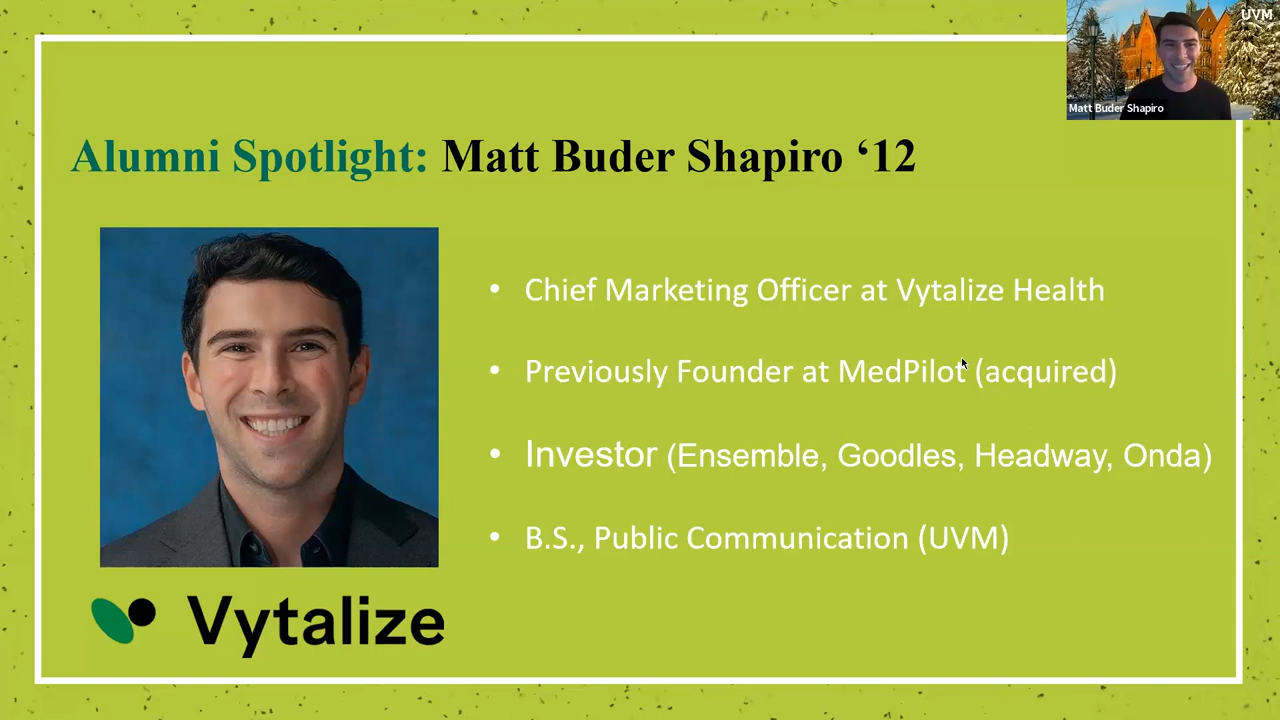 UVM
Matt Buder Shapiro
Alumni Spotlight: Matt Buder Shapiro ‘12
• Chief Marketing Officer at Vytalize Health
• Previously Founder at MedPilot (acquired)
• Investor (Ensemble, Goodles, Headway, Onda)
• B.S., Public Communication (UVM)
Vytalize